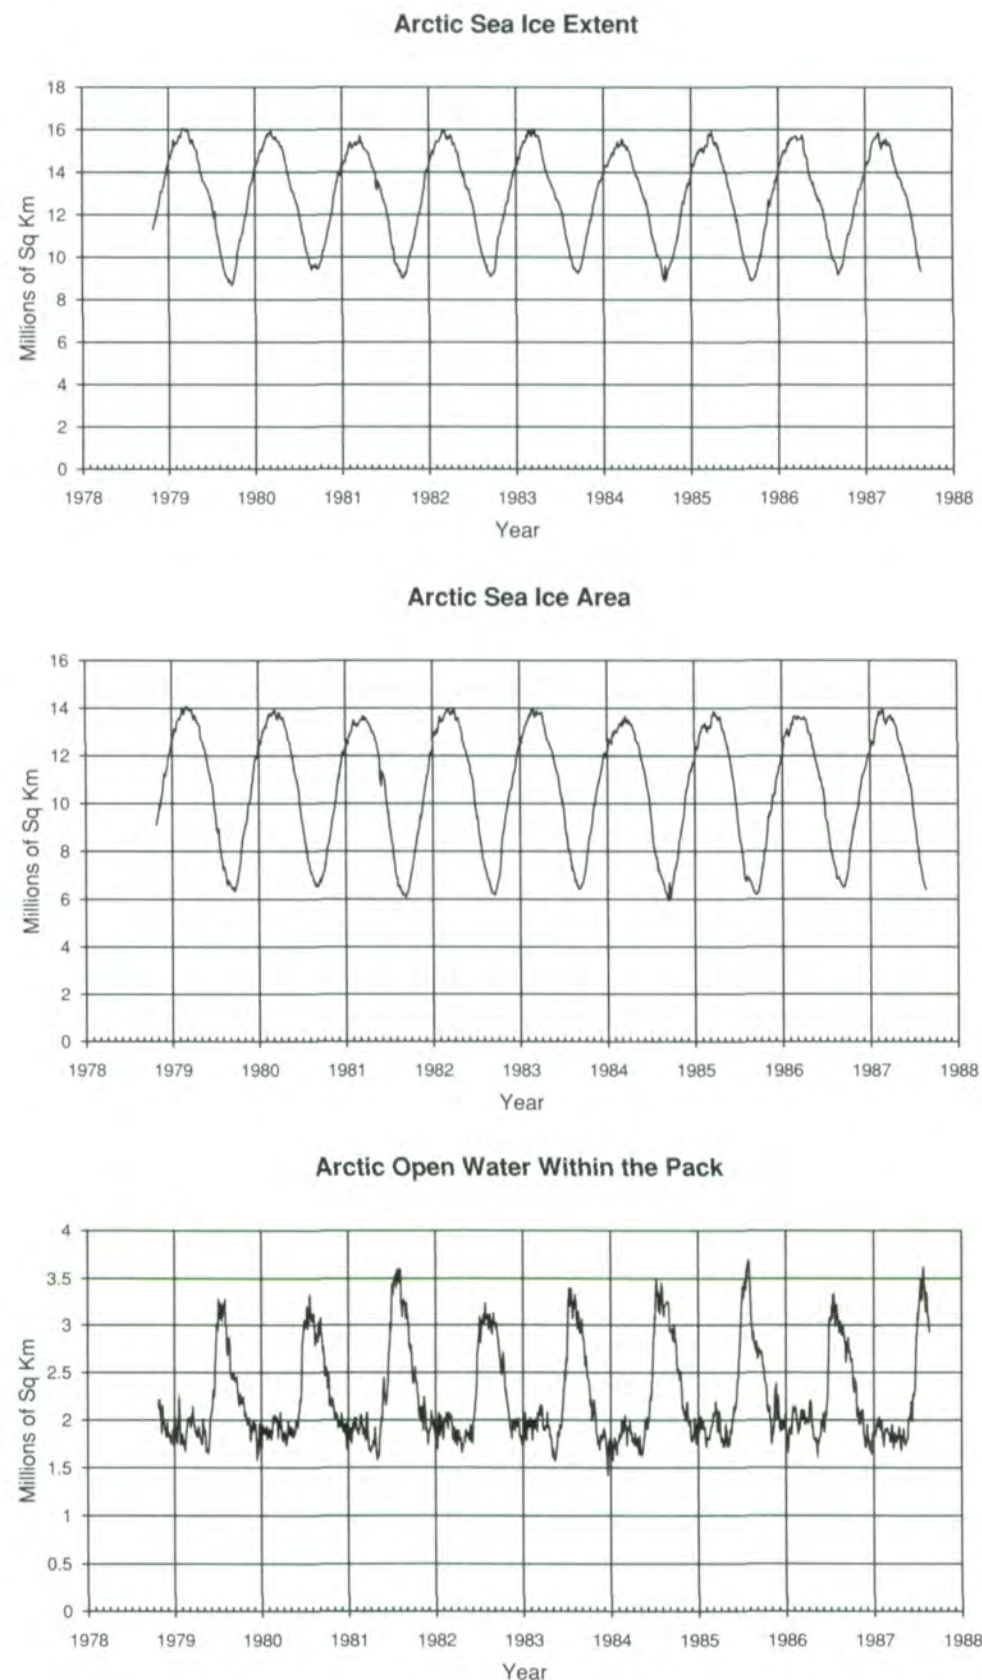 Arctic Sea Ice Extent
18
16
14
12
10
8
6
4
2
0
Millions of Sq Km
1978 1979 1980 1981 1982 1983 1984 1985 1986 1987 1988
Year
Arctic Sea Ice Area
16
14
12
10
8
6
4
2
0
Millions of Sq Km
1978 1979 1980 1981 1982 1983 1984 1985 1986 1987 1988
Year
Arctic Open Water Within the Pack
4
3.5
3
2.5
2
1.5
1
0.5
0
Millions of Sq Km
1978 1979 1980 1981 1982 1983 1984 1985 1986 1987 1988
Year